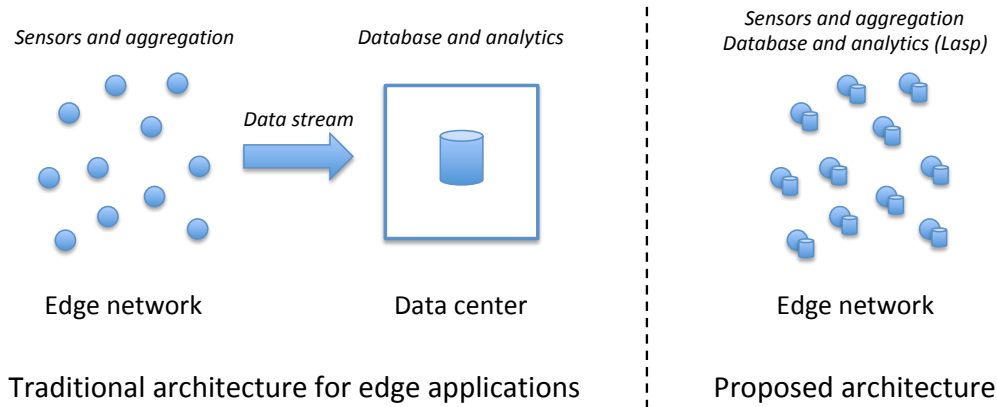 Sensors and aggregation
Database and analytics
Data stream
Edge network
Data center
Traditional architecture for edge applications
Sensors and aggregation
Database and analytics (Lasp)
Edge network
Proposed architecture